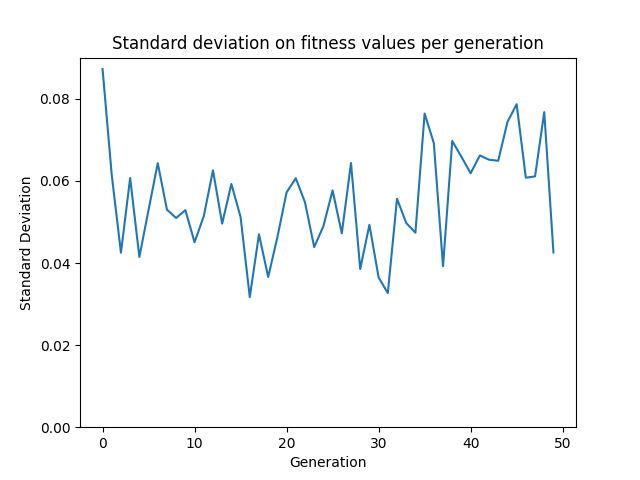 Standard deviation on fitness values per generation
0.08
0.06
0.04
0.02
0.00
Standard Deviation
0 10 20 30 40 50
Generation